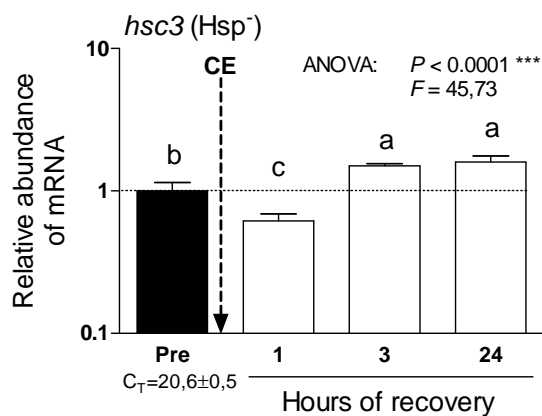 hsc3 (Hsp-)
10
CE
ANOVA: P < 0.0001 ***
F = 45,73
Relative abundance
of mRNA
b
c
a
a
1
0.1
Pre
1
3
24
CT=20,6±0,5
Hours of recovery